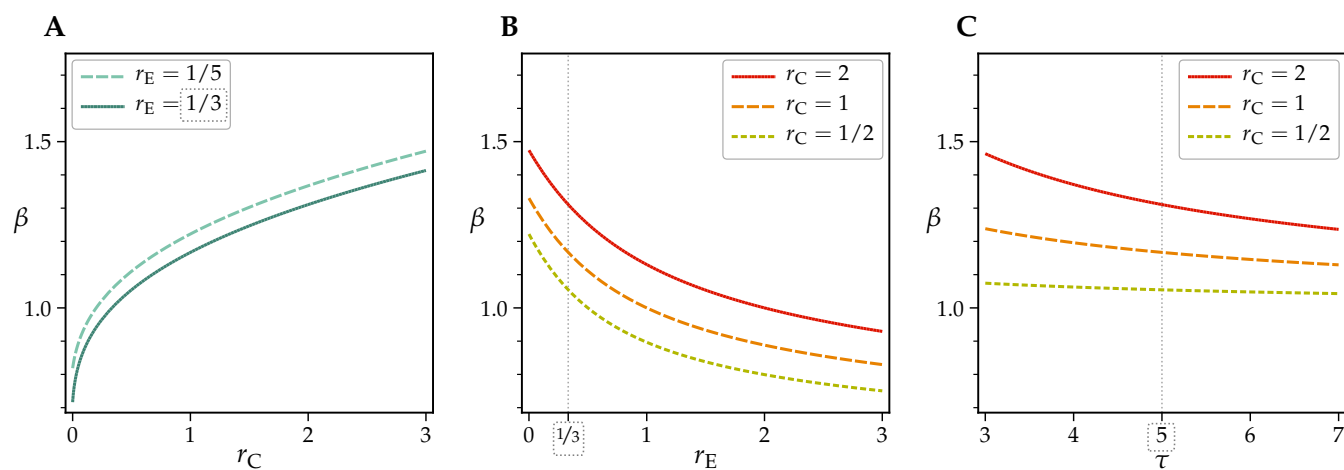 A
r_E = 1/5
r_E = 1/3
1.5
β
1.0
0 1 2 3
r_C
B
r_C = 2
r_C = 1
r_C = 1/2
1.5
β
1.0
0 1/3 1 2 3
r_E
C
r_C = 2
r_C = 1
r_C = 1/2
1.5
β
1.0
3 4 5 6 7
τ